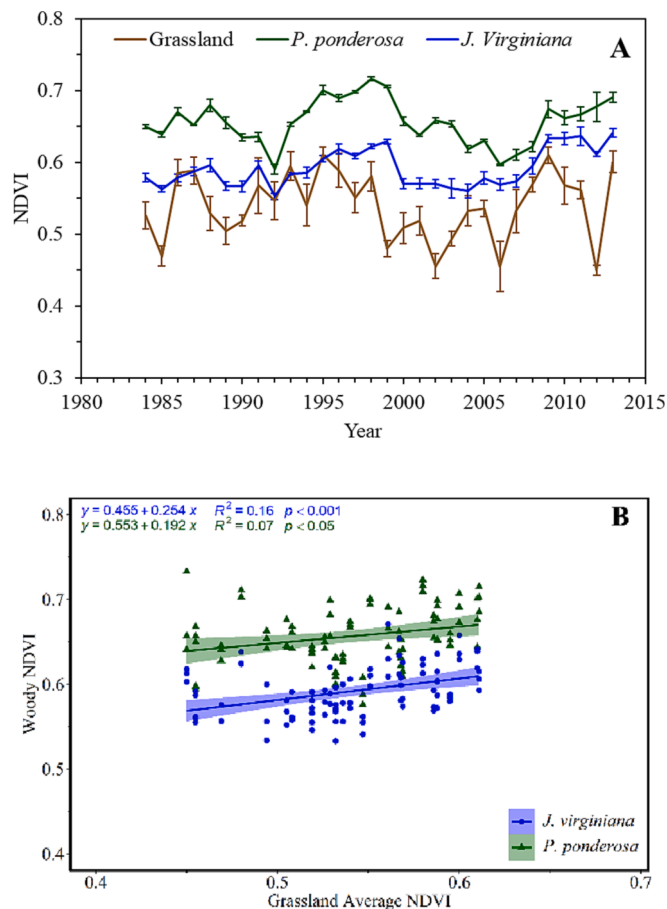 0.8
Grassland P. ponderosa J. Virginiana A
0.7
0.6
0.5
0.4
0.3
NDVI
1980 1985 1990 1995 2000 2005 2010 2015
Year
y = 0.455 + 0.254 x R² = 0.16 p < 0.001
y = 0.553 + 0.192 x R² = 0.07 p < 0.05
B
0.8
0.7
0.6
0.5
0.4
Woody NDVI
J. virginiana
P. ponderosa
0.4 0.5 0.6 0.7
Grassland Average NDVI